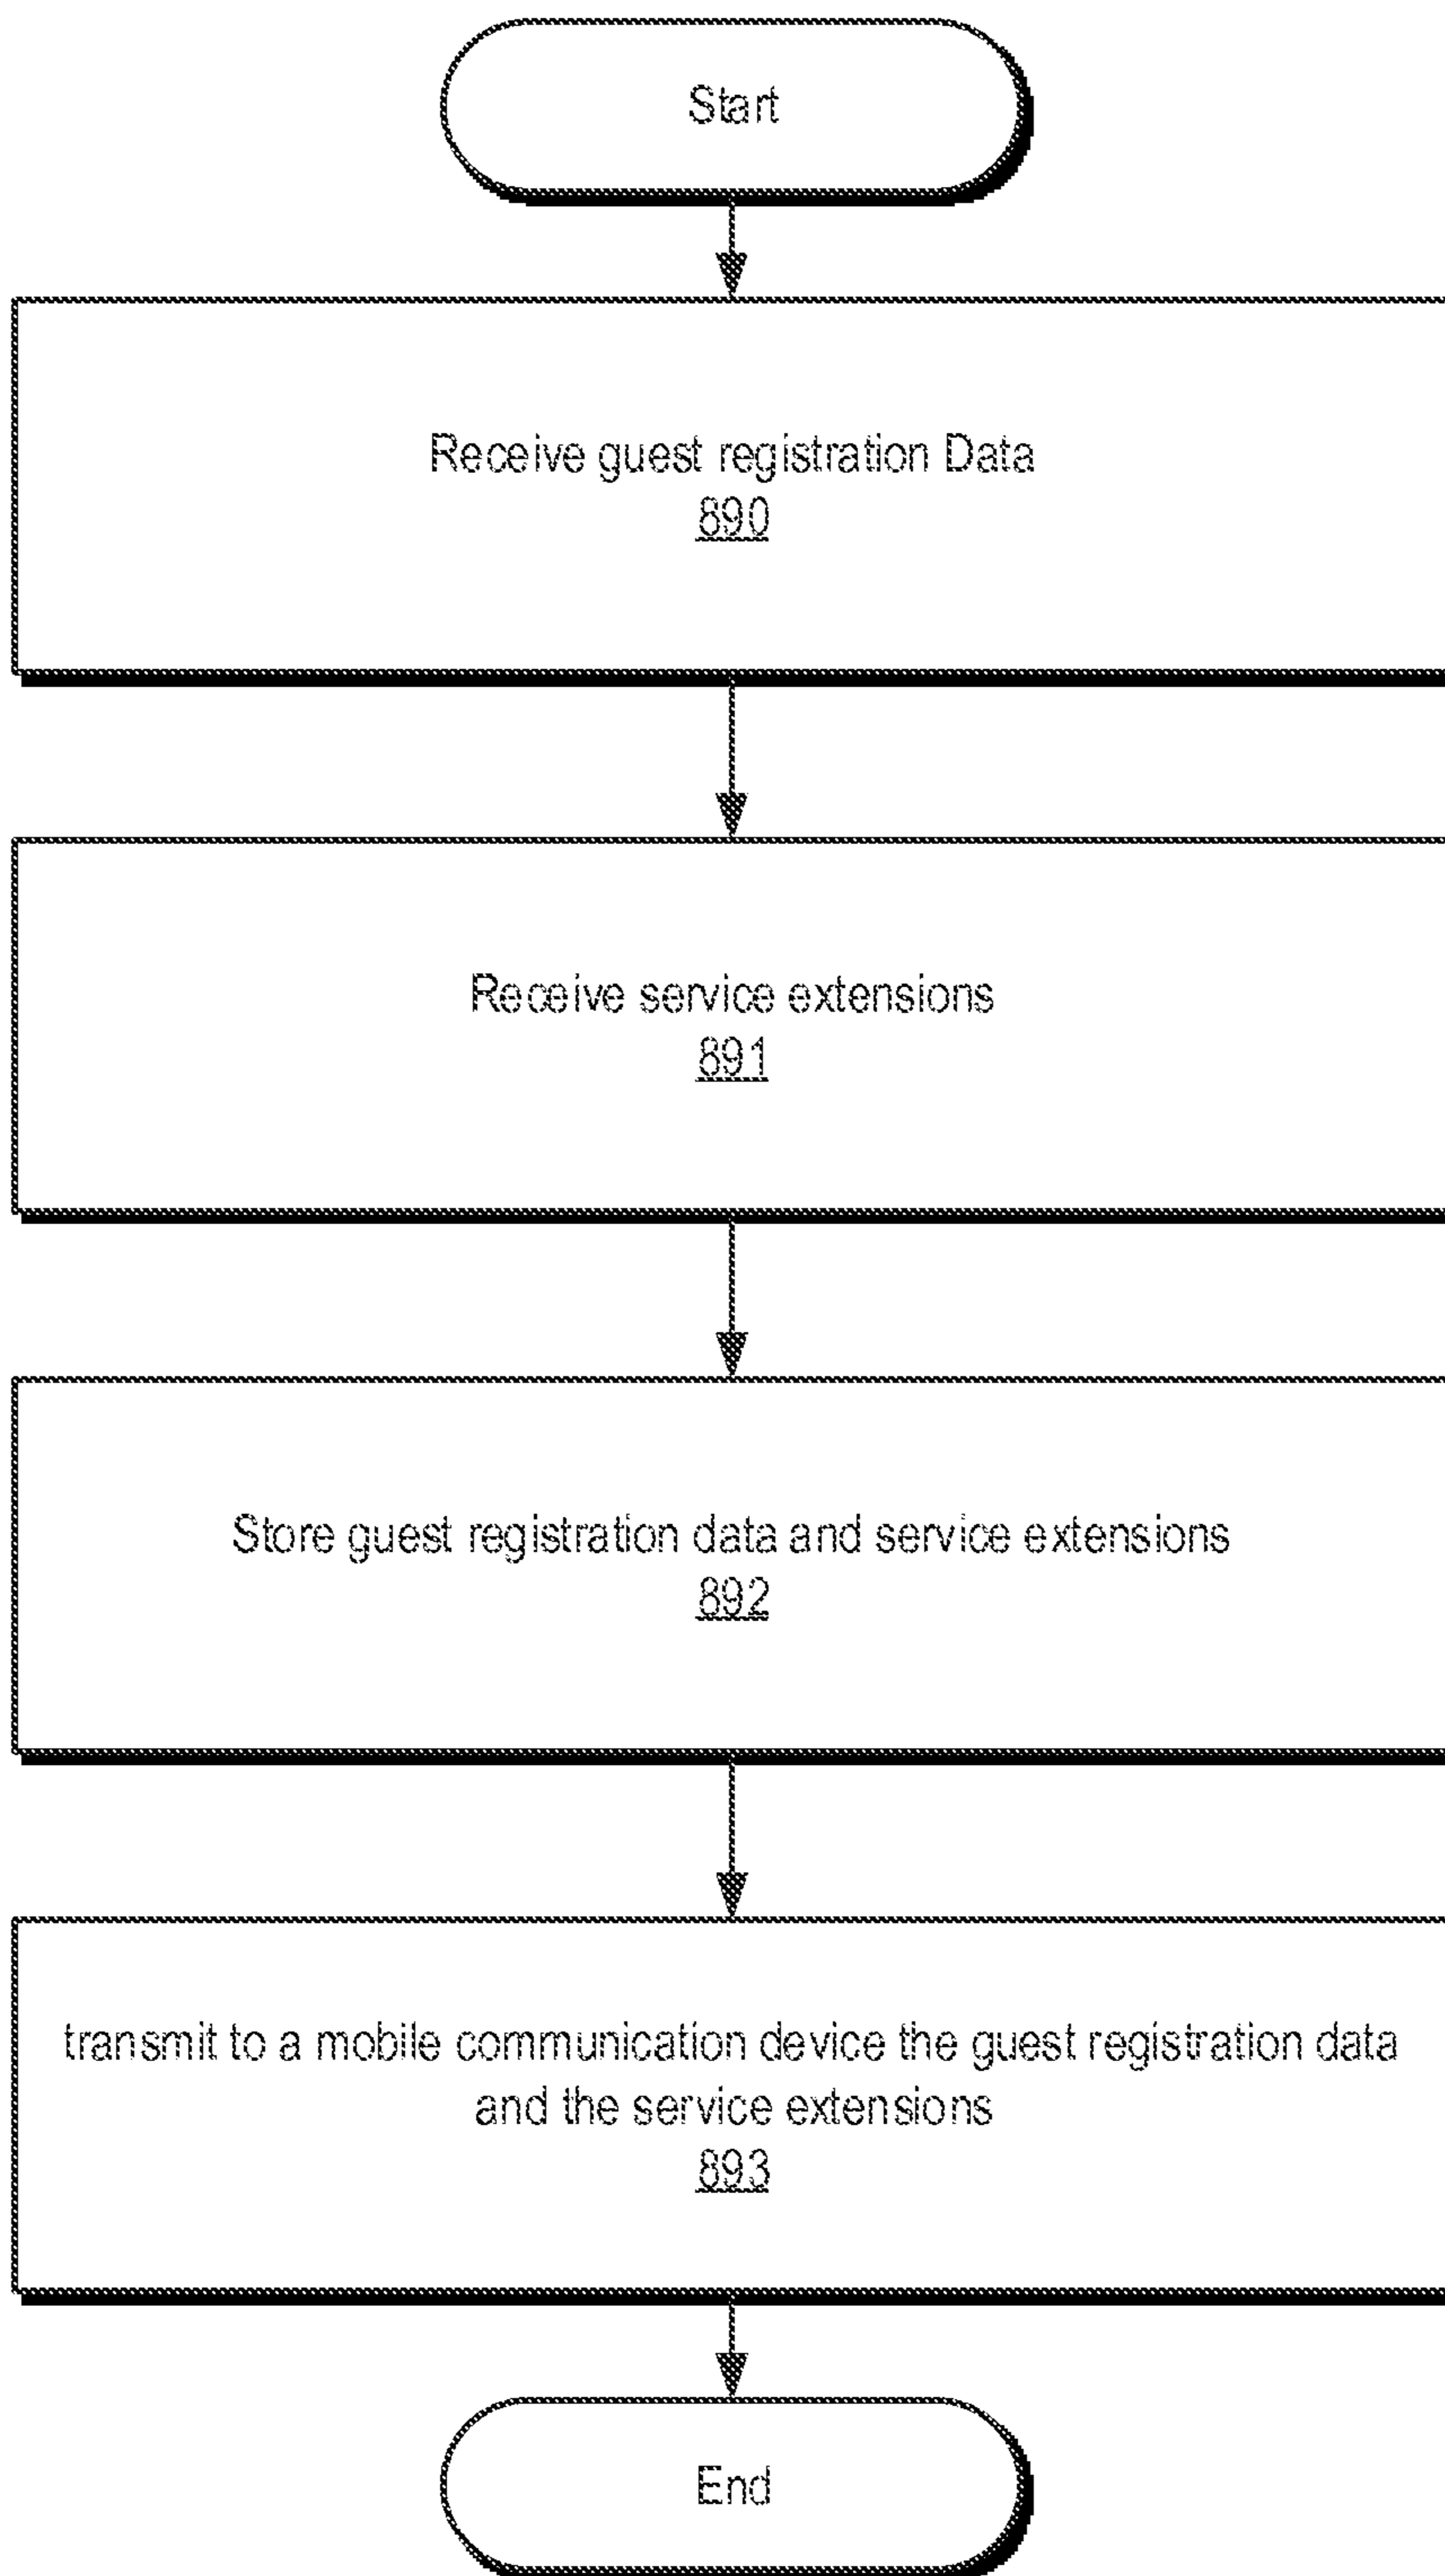 Start
Receive guest registration Data
890
Receive service extensions
891
Store guest registration data and service extensions
892
transmit to a mobile communication device the guest registration data
and the service extensions
893
End